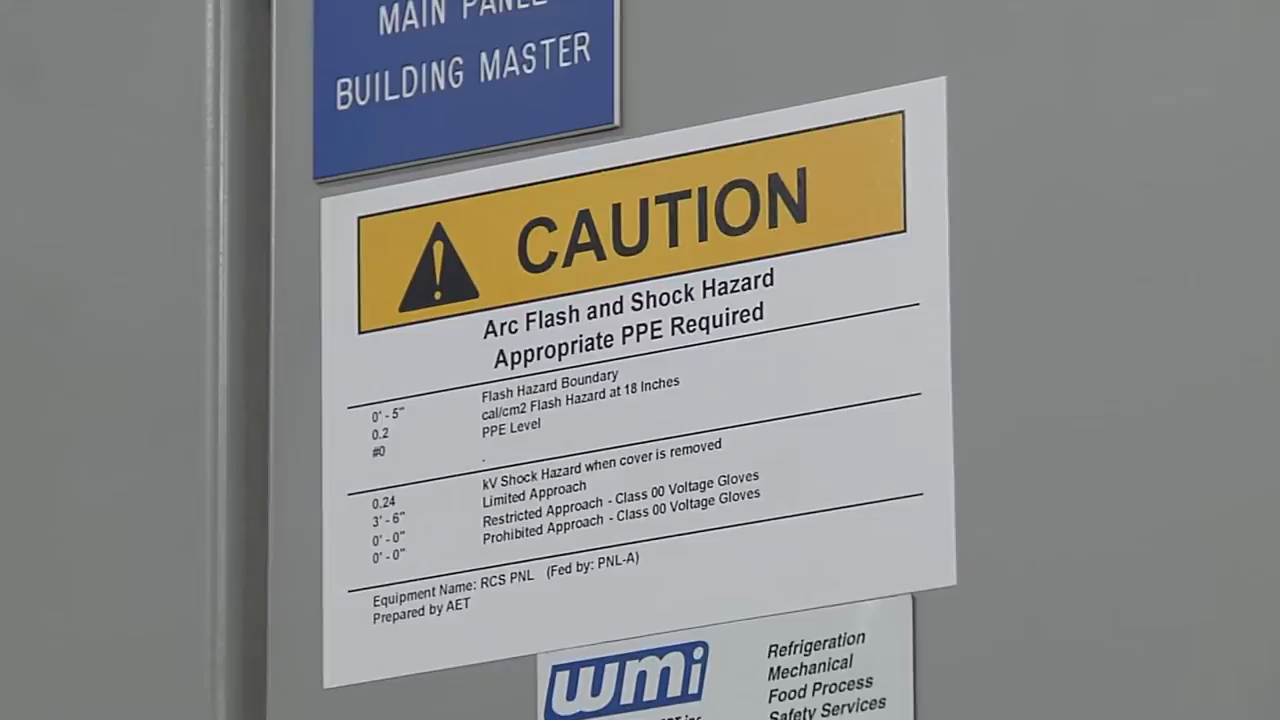 MAIN PANEL
BUILDING MASTER
CAUTION
Arc Flash and Shock Hazard
Appropriate PPE Required
0' - 5" Flash Hazard Boundary
0.2 cal/cm2 Flash Hazard at 18 Inches
#0 PPE Level
0.24 kV Shock Hazard when cover is removed
3' - 6" Limited Approach
0' - 0" Restricted Approach - Class 00 Voltage Gloves
0' - 0" Prohibited Approach - Class 00 Voltage Gloves
Equipment Name: RCS PNL (Fed by: PNL-A)
Prepared by AET
wmi
Refrigeration
Mechanical
Food Process
Safety Services